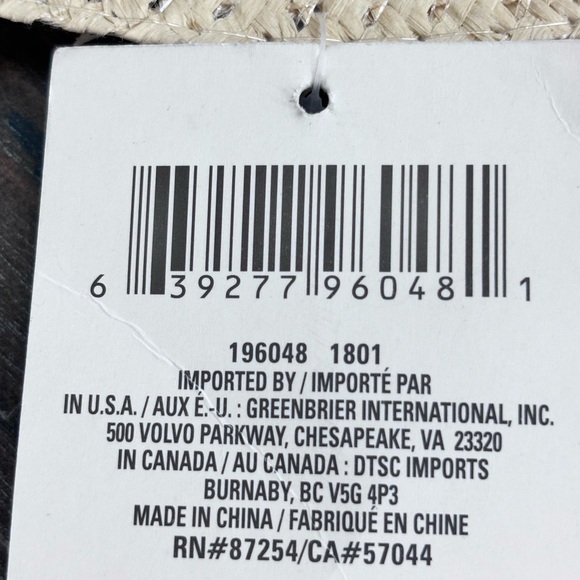 6 39277 96048 1
196048 1801
IMPORTED BY / IMPORTÉ PAR
IN U.S.A. / AUX É.-U. : GREENBRIER INTERNATIONAL, INC.
500 VOLVO PARKWAY, CHESAPEAKE, VA 23320
IN CANADA / AU CANADA : DTSC IMPORTS
BURNABY, BC V5G 4P3
MADE IN CHINA / FABRIQUÉ EN CHINE
RN#87254/CA#57044